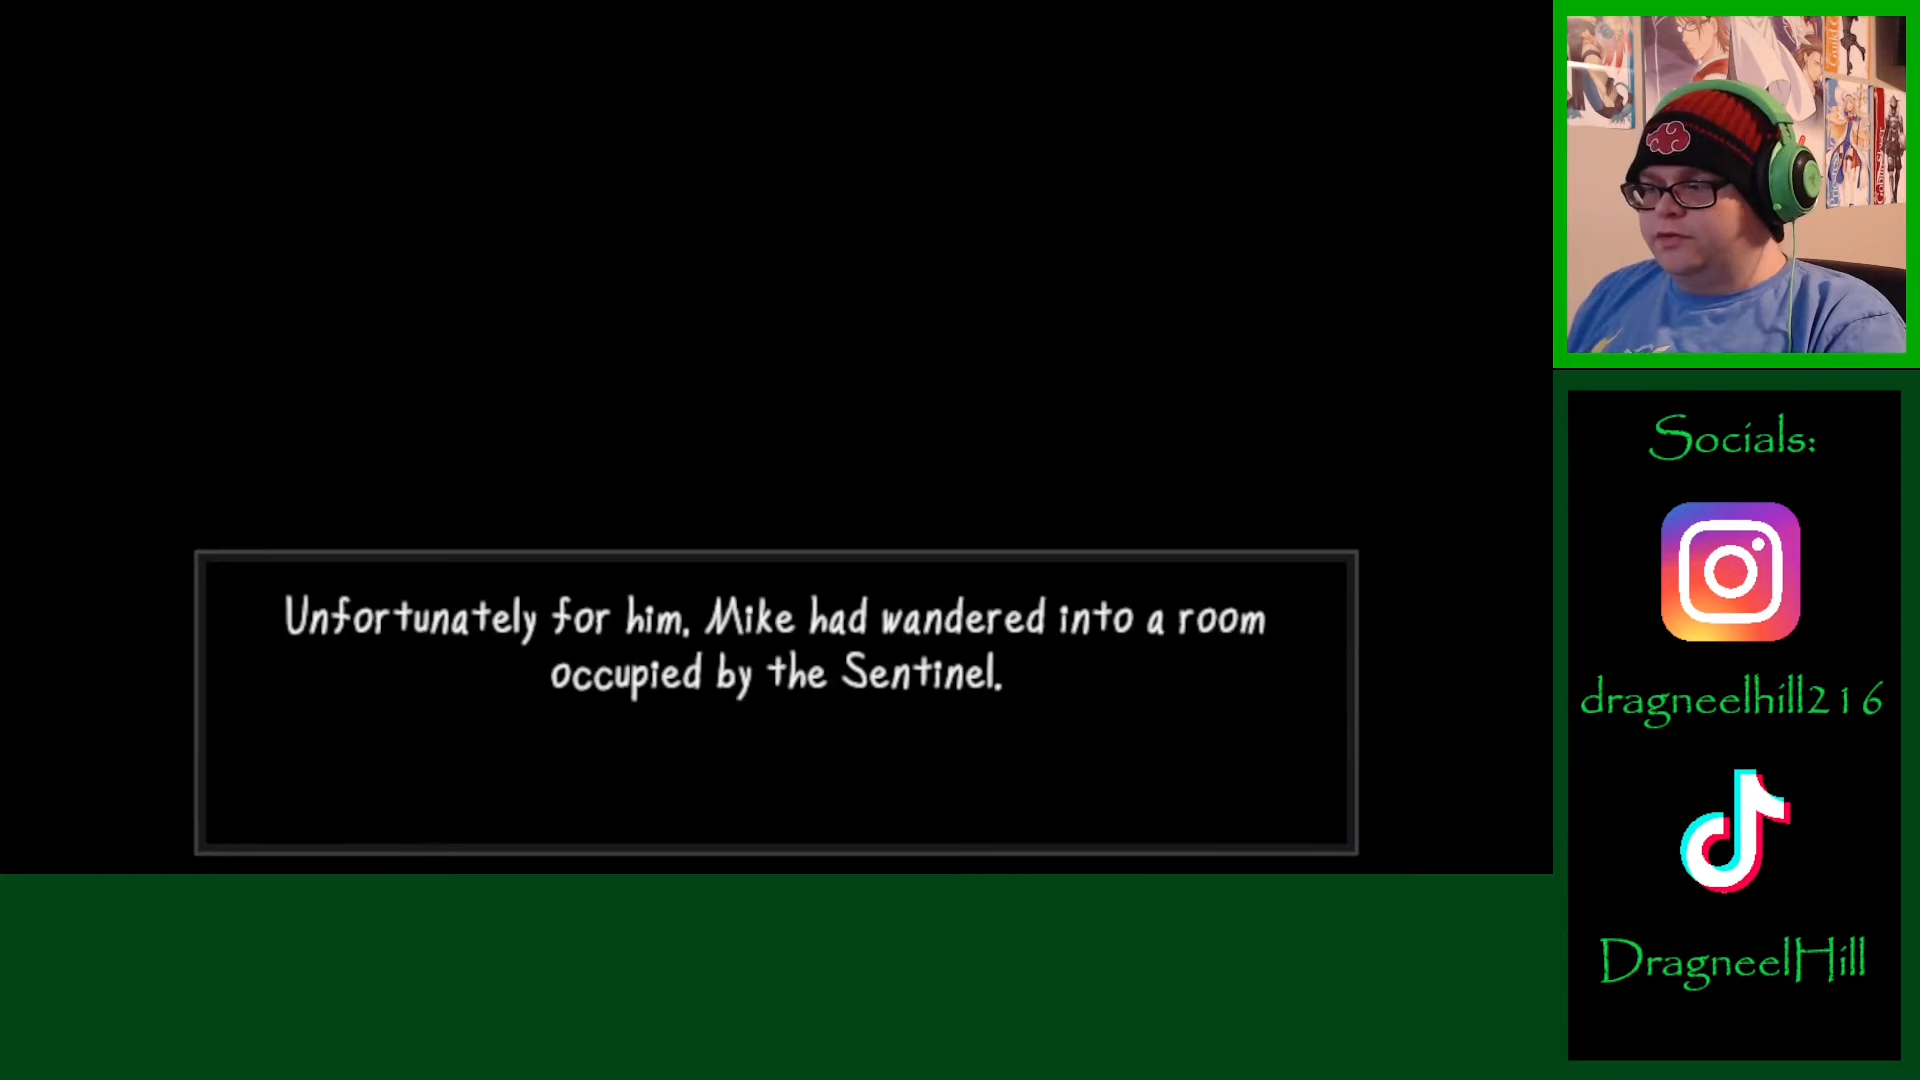 Unfortunately for him, Mike had wandered into a room
occupied by the Sentinel.
Socials:
dragneelhill216
DragneelHill